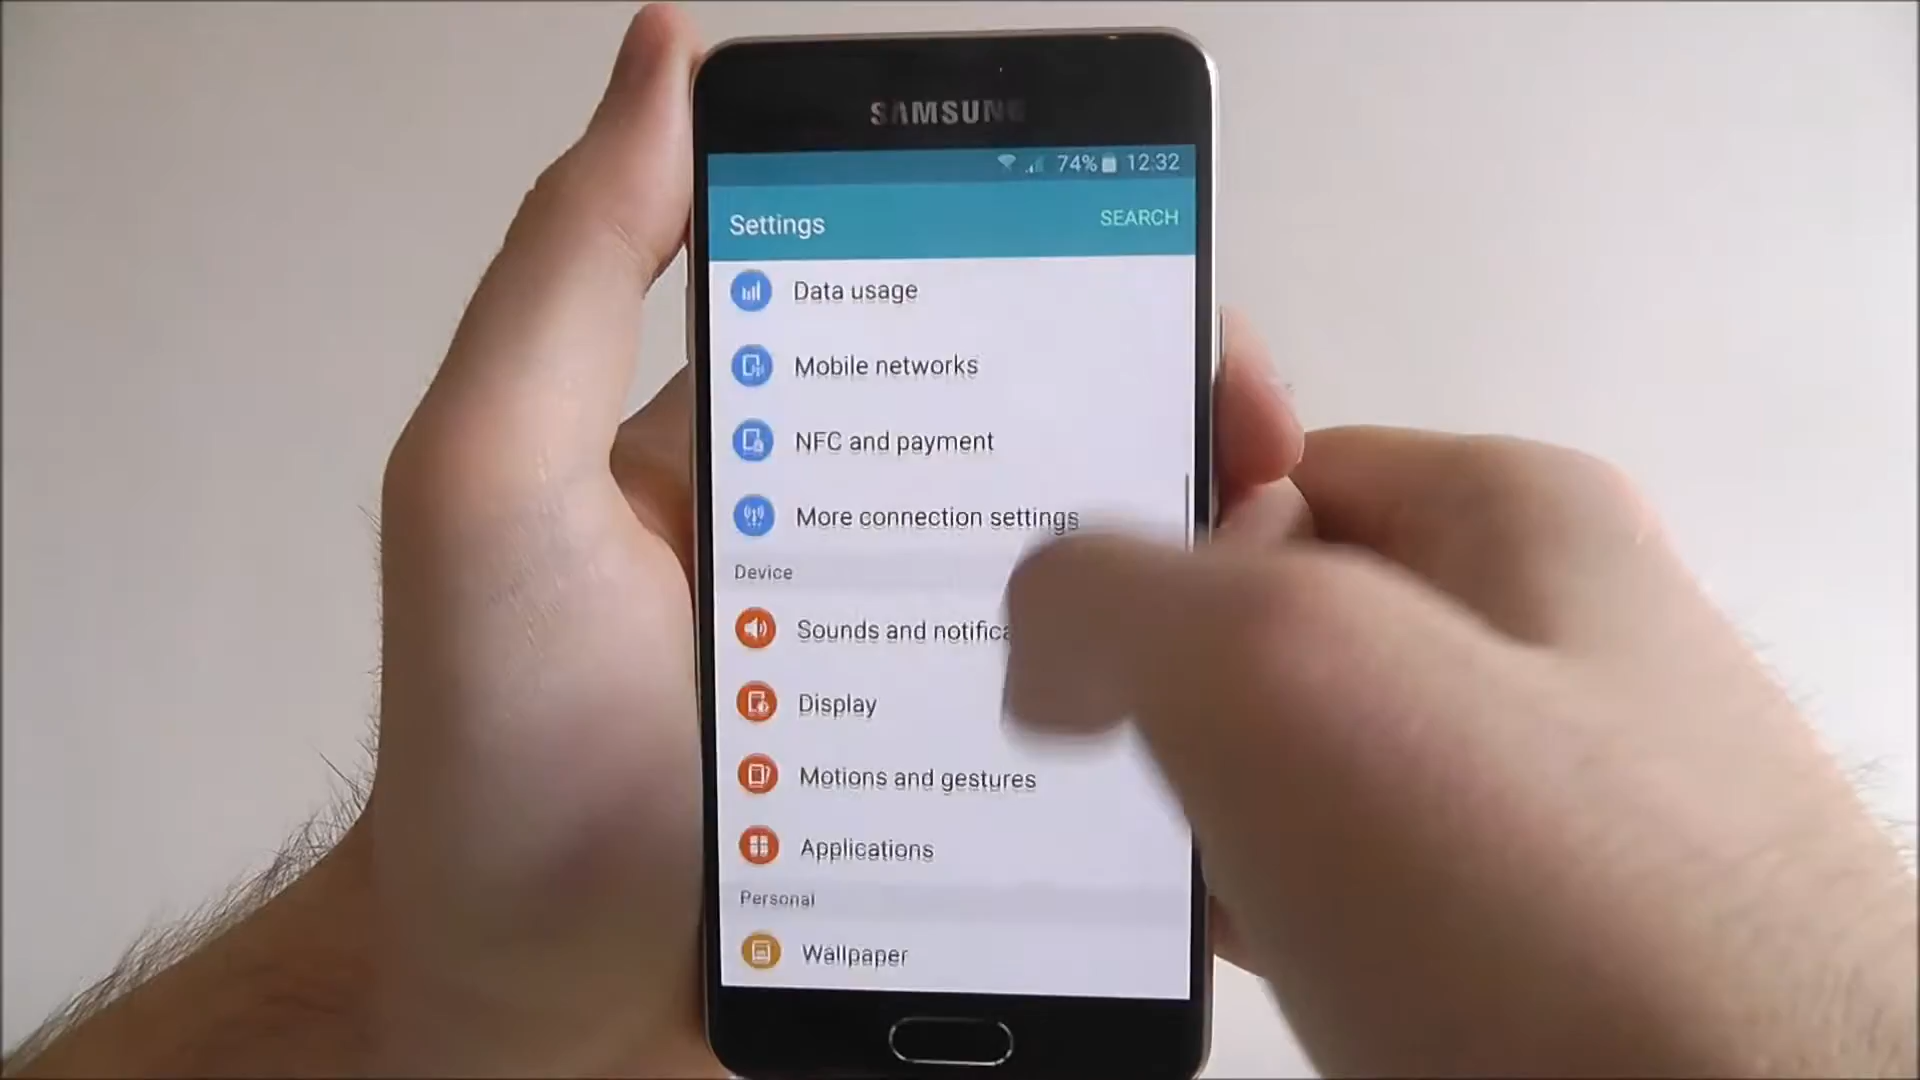 SAMSUNG
74% 12:32
Settings SEARCH
Data usage
Mobile networks
NFC and payment
More connection settings
Device
Sounds and notifica
Display
Motions and gestures
Applications
Personal
Wallpaper